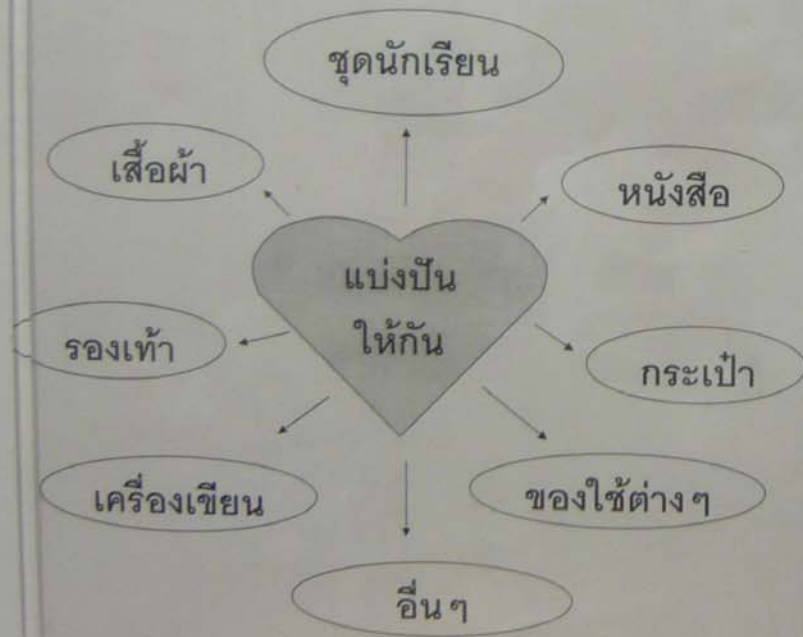 ชุดนักเรียน
เสื้อผ้า
หนังสือ
แบ่งปัน
ให้กัน
รองเท้า
กระเป๋า
เครื่องเขียน
ของใช้ต่างๆ
อื่นๆ